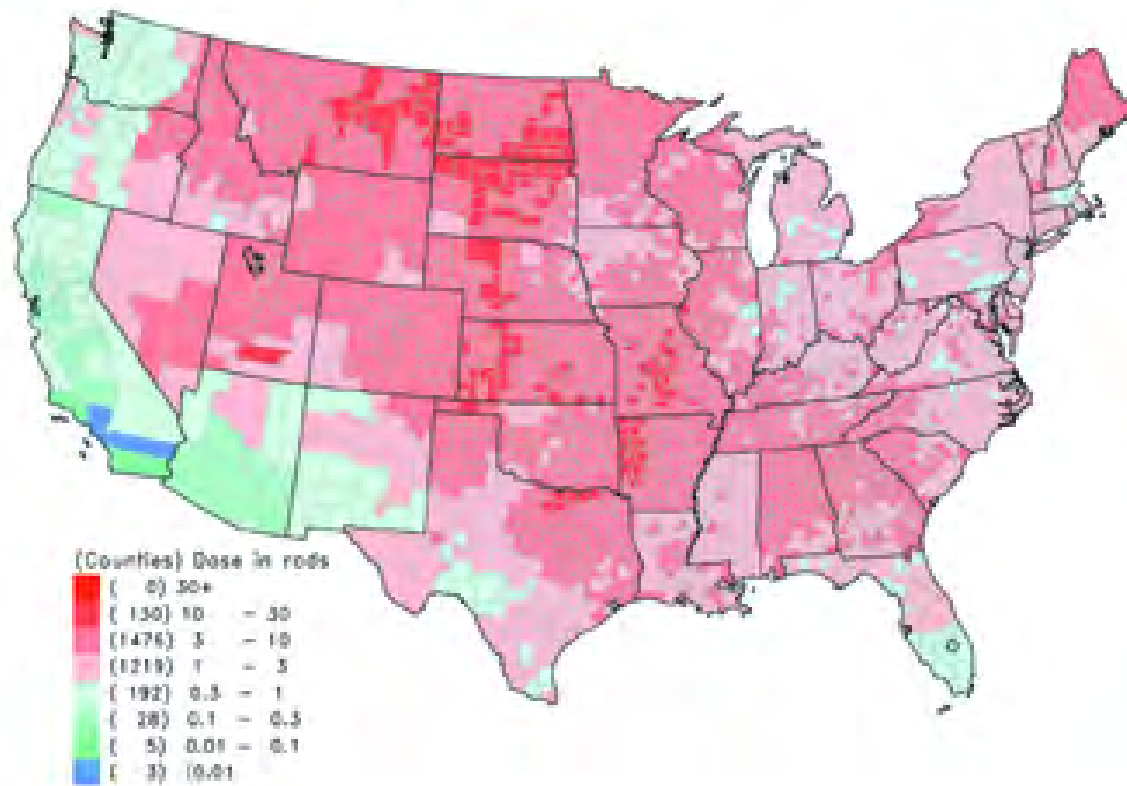 (Counties) Dose in rads
( 0) 30+
( 130) 10 - 30
(1476) 3 - 10
(1219) 1 - 3
( 192) 0.3 - 1
( 28) 0.1 - 0.3
( 5) 0.01 - 0.1
( 3) (0.01